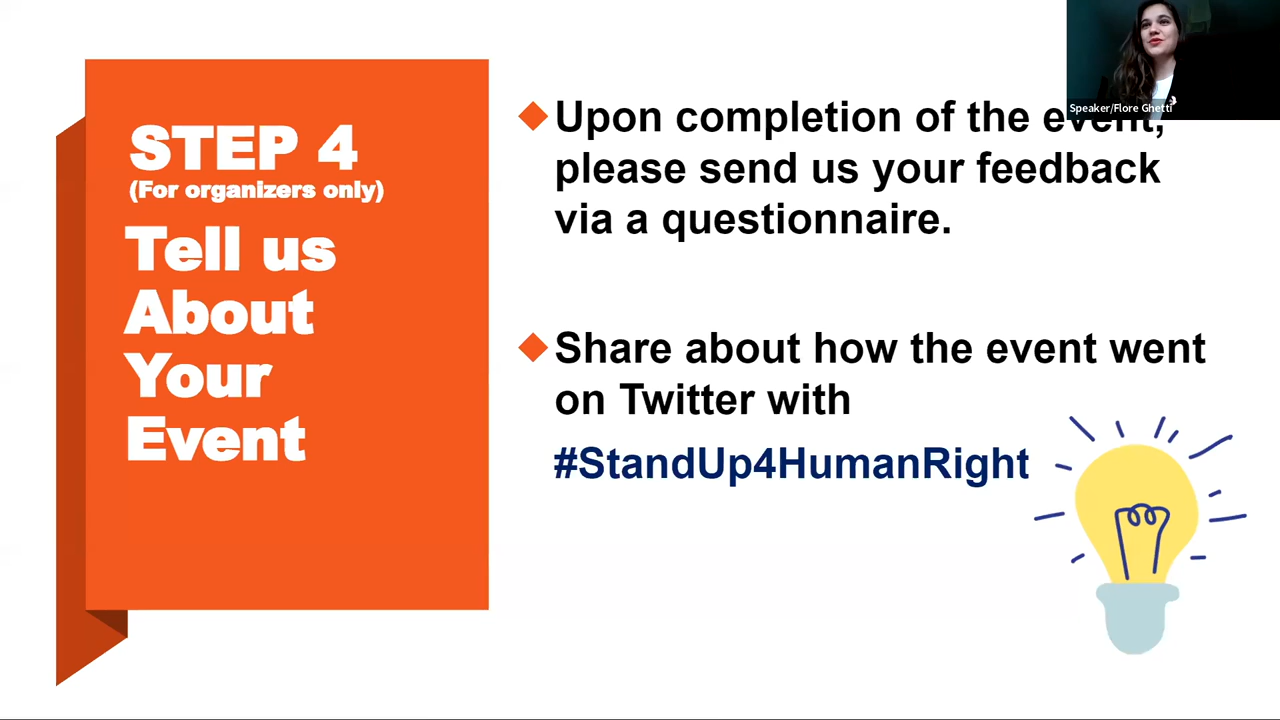 STEP 4
(For organizers only)
Tell us
About
Your
Event
Upon completion of the event,
please send us your feedback
via a questionnaire.
Share about how the event went
on Twitter with
#StandUp4HumanRight
Speaker/Flore Ghetti